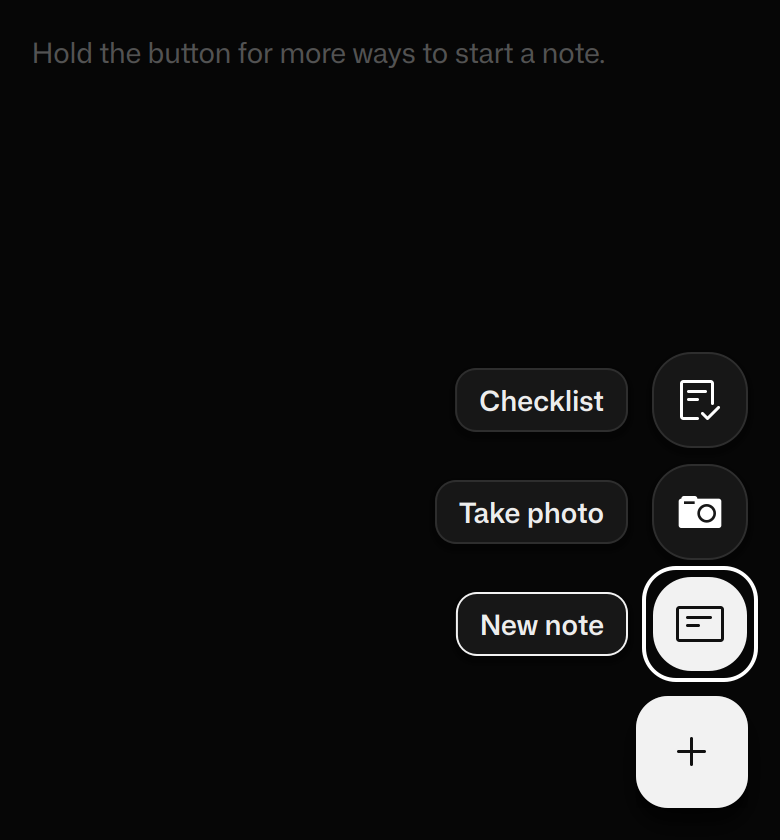 Hold the button for more ways to start a note.
Checklist
Take photo
New note